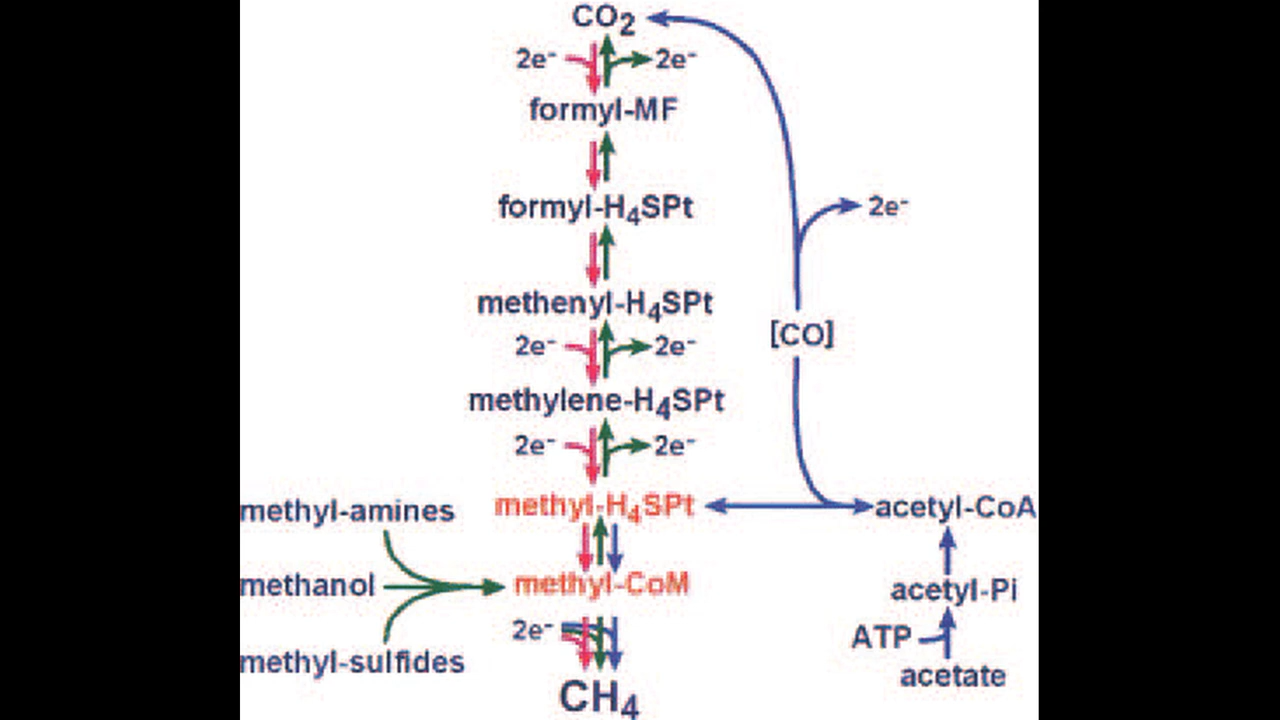 CO₂
2e⁻ 2e⁻
formyl-MF
formyl-H₄SPt
2e⁻
methenyl-H₄SPt
[CO]
2e⁻ 2e⁻
methylene-H₄SPt
2e⁻ 2e⁻
methyl-amines methyl-H₄SPt acetyl-CoA
methanol methyl-CoM acetyl-Pi
2e⁻ ATP
methyl-sulfides acetate
CH₄